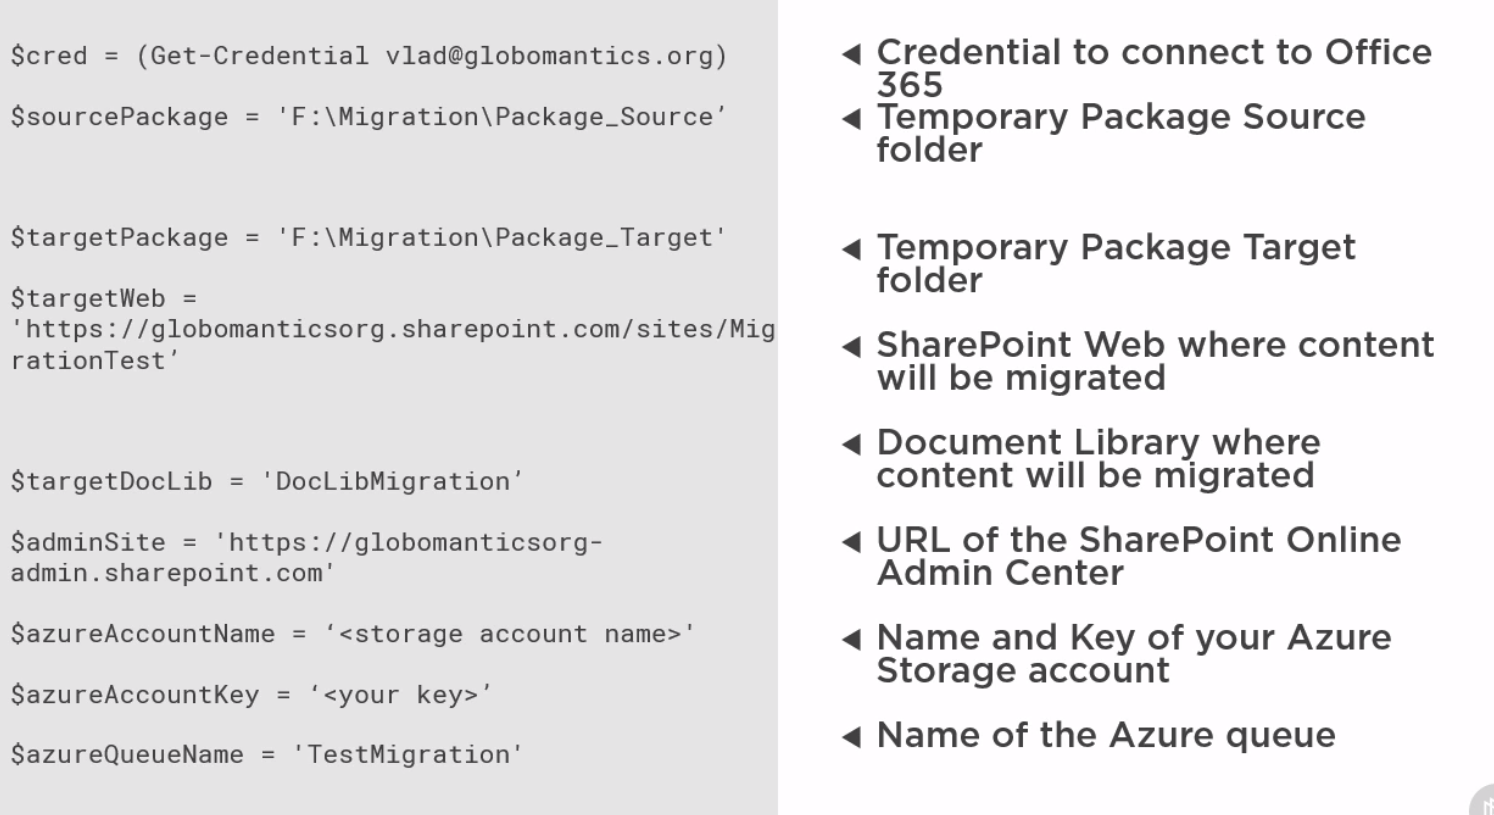 $cred = (Get-Credential vlad@globomantics.org)
$sourcePackage = 'F:\Migration\Package_Source’
$targetPackage = 'F:\Migration\Package_Target'
$targetWeb =
'https://globomanticsorg.sharepoint.com/sites/Mig
rationTest’
$targetDocLib = 'DocLibMigration’
$adminSite = 'https://globomanticsorg-
admin.sharepoint.com'
$azureAccountName = ‘<storage account name>'
$azureAccountKey = ‘<your key>’
$azureQueueName = 'TestMigration'
Credential to connect to Office
365
Temporary Package Source
folder
Temporary Package Target
folder
SharePoint Web where content
will be migrated
Document Library where
content will be migrated
URL of the SharePoint Online
Admin Center
Name and Key of your Azure
Storage account
Name of the Azure queue